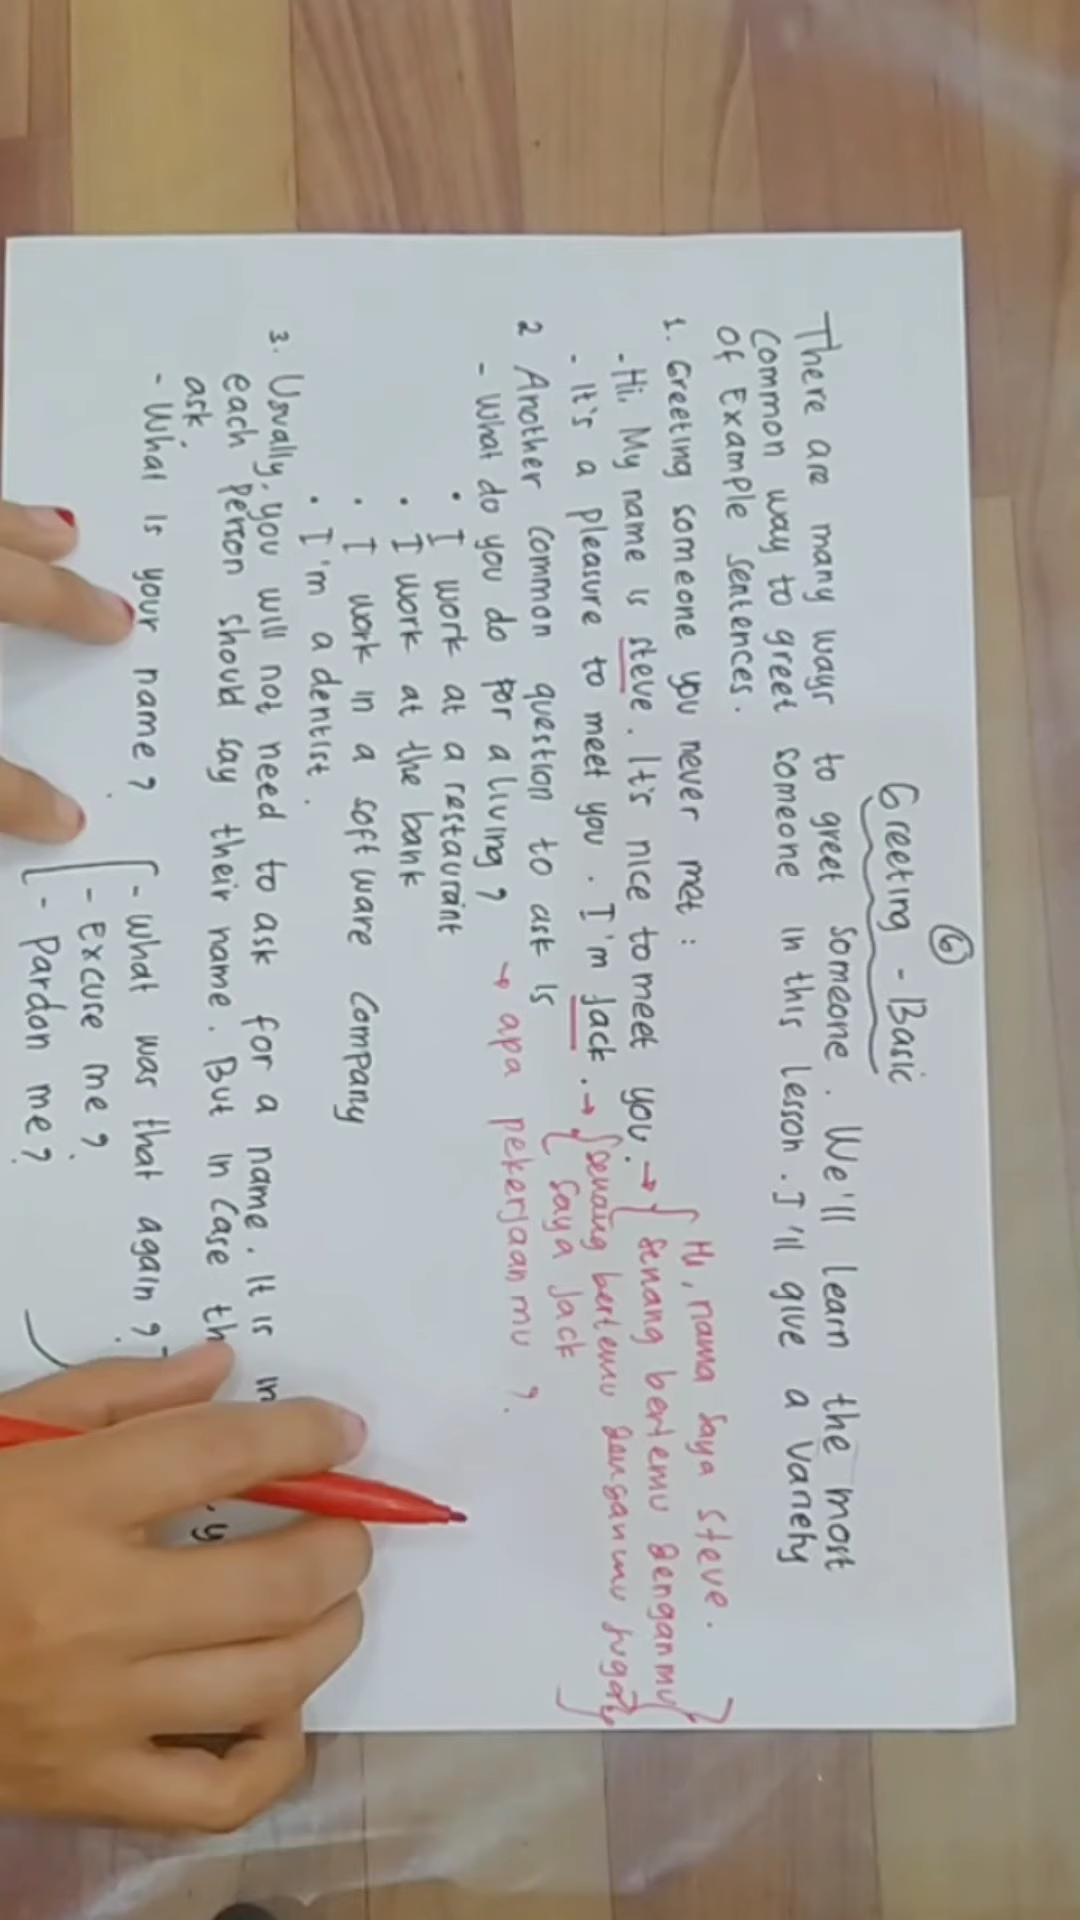 6
Greeting - Basic
There are many ways to greet someone. We'll learn the most
common way to greet someone in this lesson. I'll give a variety
of Example sentences.
1. Greeting someone you never met :
- Hi. My name is steve. It's nice to meet you. → { Hi, nama saya steve.
senang bertemu denganmu }
- It's a pleasure to meet you. I'm Jack. → { senang bertemu denganmu juga,
saya Jack
2 Another common question to ask is
- What do you do for a living? → apa pekerjaanmu ?.
• I work at a restaurant
• I work at the bank
• I work in a software company
• I'm a dentist.
3. Usually, you will not need to ask for a name. It is in
each person should say their name. But in case th
ask.
- What is your name? [ - what was that again ?
- Excuse me?
- Pardon me?